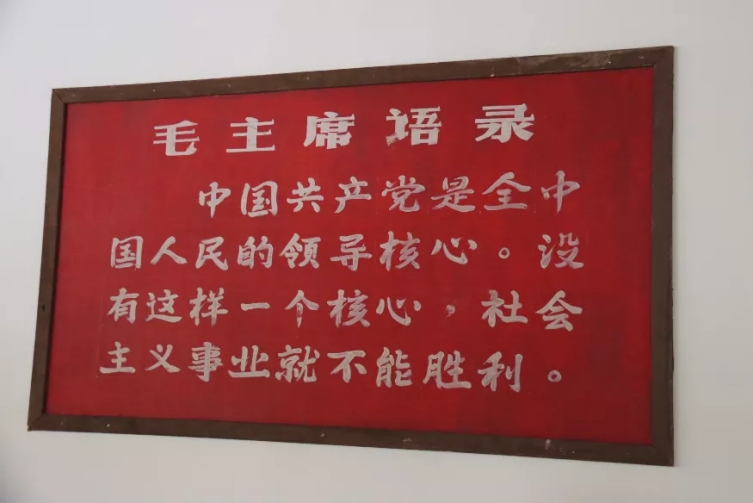 毛主席语录
中国共产党是全中
国人民的领导核心。没
有这样一个核心，社会
主义事业就不能胜利。